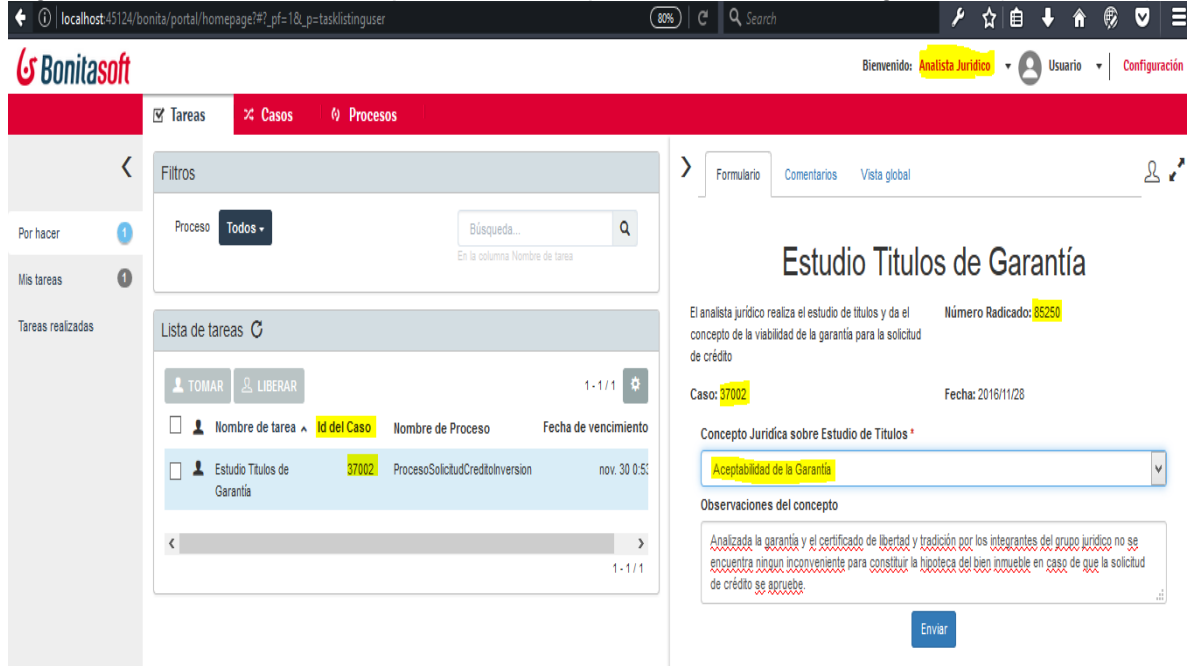 localhost:45124/bonita/portal/homepage?#?_pf=1&_p=tasklistinguser
80%
Search
Bonitasoft
Bienvenido: Analista Juridico
Usuario
Configuración
Tareas
Casos
Procesos
Por hacer 1
Mis tareas 1
Tareas realizadas
Filtros
Proceso Todos
Búsqueda...
En la columna Nombre de tarea
Lista de tareas
TOMAR LIBERAR
1 - 1 / 1
Nombre de tarea Id del Caso Nombre de Proceso Fecha de vencimiento
Estudio Titulos de 37002 ProcesoSolicitudCreditoInversion nov. 30 0:53
Garantía
1 - 1 / 1
Formulario Comentarios Vista global
Estudio Titulos de Garantía
El analista jurídico realiza el estudio de titulos y da el
concepto de la viabilidad de la garantía para la solicitud
de crédito
Número Radicado: 85250
Caso: 37002
Fecha: 2016/11/28
Concepto Jurídica sobre Estudio de Titulos *
Aceptabilidad de la Garantía
Observaciones del concepto
Analizada la garantía y el certificado de libertad y tradición por los integrantes del grupo juridico no se
encuentra ningun inconveniente para constituir la hipoteca del bien inmueble en caso de que la solicitud
de crédito se apruebe.
Enviar